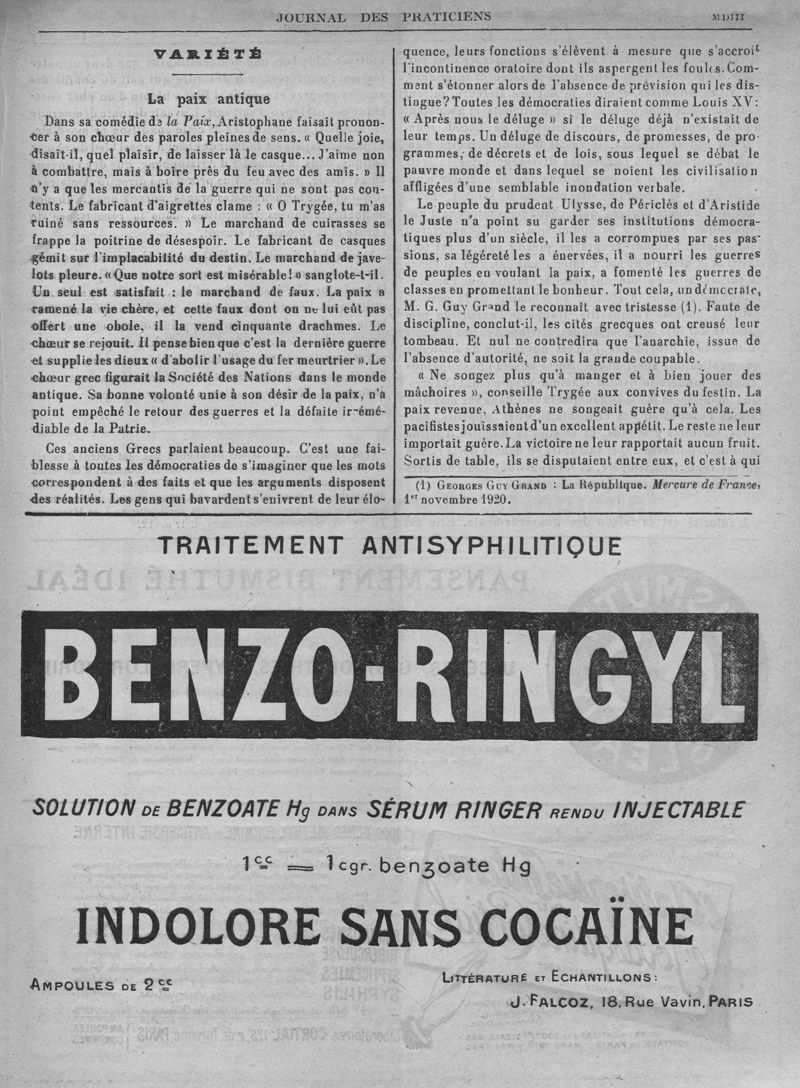 JOURNAL DES PRATICIENS
MDIII
VARIÉTÉ
La paix antique
Dans sa comédie de la Paix, Aristophane faisait pronon-
cer à son chœur des paroles pleines de sens. « Quelle joie,
disait-il, quel plaisir, de laisser là le casque... J'aime non
à combattre, mais à boire près du feu avec des amis. » Il
n'y a que les mercantis de la guerre qui ne sont pas con-
tents. Le fabricant d'aigrettes clame : « O Trygée, tu m'as
ruiné sans ressources. » Le marchand de cuirasses se
frappe la poitrine de désespoir. Le fabricant de casques
gémit sur l'implacabilité du destin. Le marchand de jave-
lots pleure. « Que notre sort est misérable! » sanglote-t-il.
Un seul est satisfait : le marchand de faux. La paix a
ramené la vie chère, et cette faux dont on ne lui eût pas
offert une obole, il la vend cinquante drachmes. Le
chœur se rejouit. Il pense bien que c'est la dernière guerre
et supplie les dieux « d'abolir l'usage du fer meurtrier ». Le
chœur grec figurait la Société des Nations dans le monde
antique. Sa bonne volonté unie à son désir de la paix, n'a
point empêché le retour des guerres et la défaite irrémé-
diable de la Patrie.
Ces anciens Grecs parlaient beaucoup. C'est une fai-
blesse à toutes les démocraties de s'imaginer que les mots
correspondent à des faits et que les arguments disposent
des réalités. Les gens qui bavardent s'enivrent de leur élo-
quence, leurs fonctions s'élèvent à mesure que s'accroit
l'incontinence oratoire dont ils aspergent les foules. Com-
ment s'étonner alors de l'absence de prévision qui les dis-
tingue? Toutes les démocraties diraient comme Louis XV:
« Après nous le déluge » si le déluge déjà n'existait de
leur temps. Un déluge de discours, de promesses, de pro-
grammes, de décrets et de lois, sous lequel se débat le
pauvre monde et dans lequel se noient les civilisation
affligées d'une semblable inondation verbale.
Le peuple du prudent Ulysse, de Périclès et d'Aristide
le Juste n'a point su garder ses institutions démocra-
tiques plus d'un siècle, il les a corrompues par ses pas-
sions, sa légéreté les a énervées, il a nourri les guerres
de peuples en voulant la paix, a fomenté les guerres de
classes en promettant le bonheur. Tout cela, un démocrate,
M. G. Guy Grand le reconnaît avec tristesse (1). Faute de
discipline, conclut-il, les cités grecques ont creusé leur
tombeau. Et nul ne contredira que l'anarchie, issue de
l'absence d'autorité, ne soit la grande coupable.
« Ne songez plus qu'à manger et à bien jouer des
mâchoires », conseille Trygée aux convives du festin. La
paix revenue, Athènes ne songeait guère qu'à cela. Les
pacifistes jouissaient d'un excellent appétit. Le reste ne leur
importait guère. La victoire ne leur rapportait aucun fruit.
Sortis de table, ils se disputaient entre eux, et c'est à qui
(1) GEORGES GUY GRAND : La République. Mercure de France,
1er novembre 1920.
TRAITEMENT ANTISYPHILITIQUE
BENZO-RINGYL
SOLUTION DE BENZOATE Hg DANS SÉRUM RINGER RENDU INJECTABLE
1cc = 1cgr. benzoate Hg
INDOLORE SANS COCAÏNE
AMPOULES DE 2cc
LITTÉRATURE ET ECHANTILLONS:
J. FALCOZ, 18, Rue Vavin, PARIS